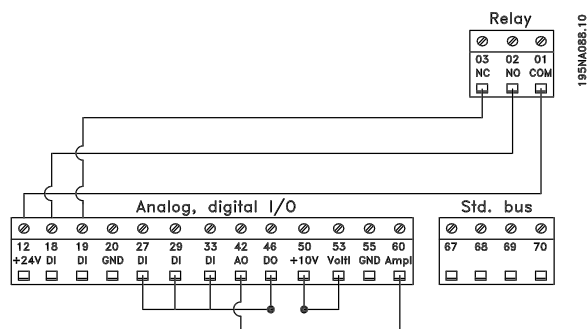 Relay
03 02 01
NC NO COM
195NA088.10
Analog, digital I/O
12 18 19 20 27 29 33 42 46 50 53 55 60
+24V DI DI GND DI DI DI AO DO +10V VoltI GND AmpI
Std. bus
67 68 69 70